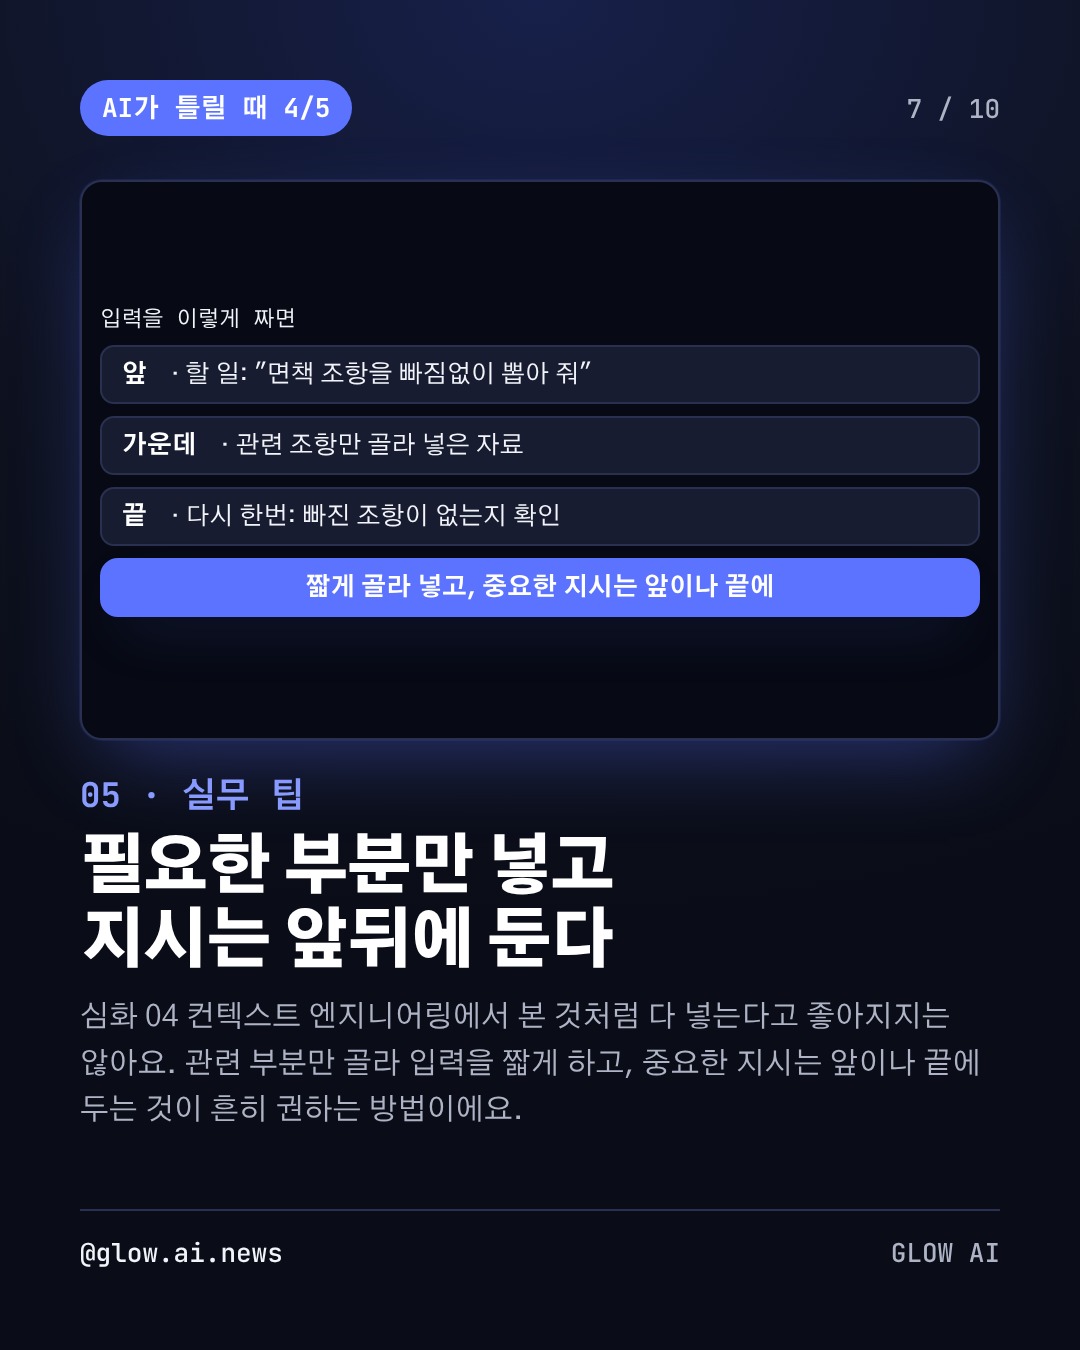 AI가 틀릴 때 4/5
7 / 10
입력을 이렇게 짜면
앞 · 할 일: "면책 조항을 빠짐없이 뽑아 줘"
가운데 · 관련 조항만 골라 넣은 자료
끝 · 다시 한번: 빠진 조항이 없는지 확인
짧게 골라 넣고, 중요한 지시는 앞이나 끝에
05 · 실무 팁
필요한 부분만 넣고
지시는 앞뒤에 둔다
심화 04 컨텍스트 엔지니어링에서 본 것처럼 다 넣는다고 좋아지지는
않아요. 관련 부분만 골라 입력을 짧게 하고, 중요한 지시는 앞이나 끝에
두는 것이 흔히 권하는 방법이에요.
@glow.ai.news
GLOW AI